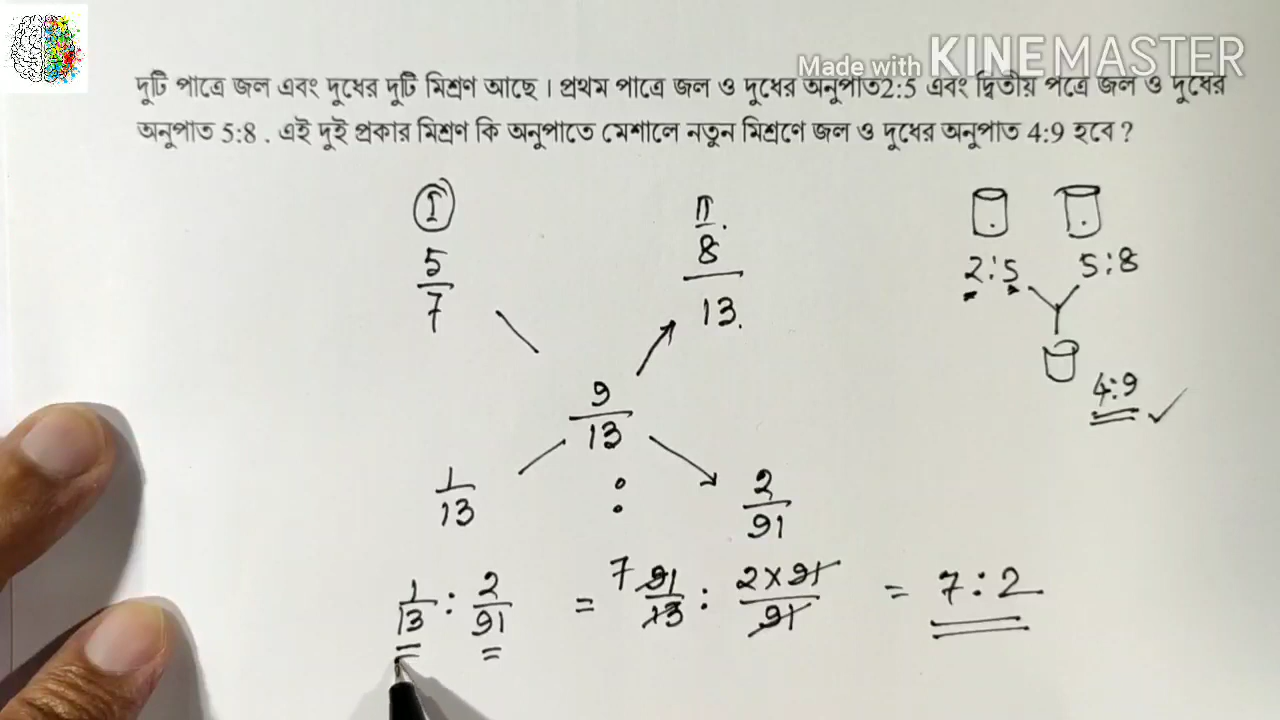 Made with KINEMASTER
দুটি পাত্রে জল এবং দুধের দুটি মিশ্রণ আছে । প্রথম পাত্রে জল ও দুধের অনুপাত2:5 এবং দ্বিতীয় পত্রে জল ও দুধের
অনুপাত 5:8 . এই দুই প্রকার মিশ্রণ কি অনুপাতে মেশালে নতুন মিশ্রণে জল ও দুধের অনুপাত 4:9 হবে ?
I II.
5/7 8/13.
2:5 5:8
9/13
4:9
1/13 : 2/91
1/13 : 2/91 = 7 91/13 : 2×91/91 = 7:2